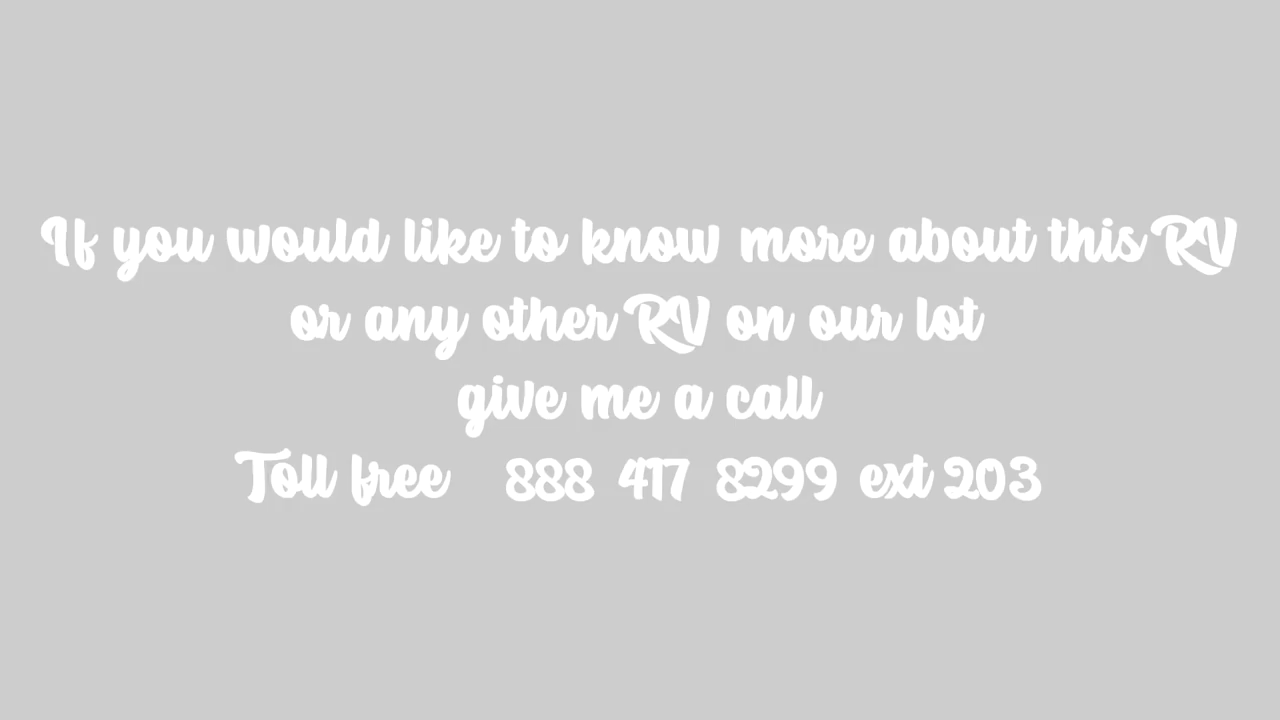 If you would like to know more about this RV
or any other RV on our lot
give me a call
Toll free 888 417 8299 ext 203